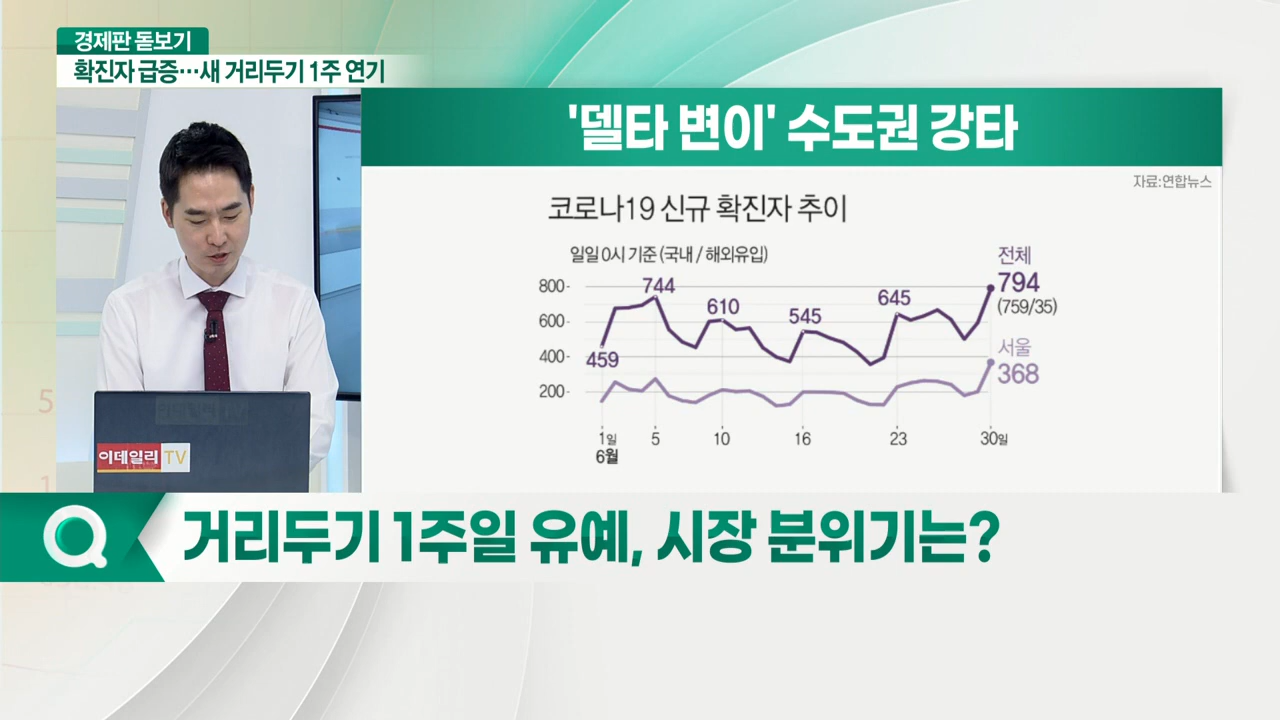 경제판 돋보기
확진자 급증…새 거리두기 1주 연기
'델타 변이' 수도권 강타
자료:연합뉴스
코로나19 신규 확진자 추이
일일 0시 기준 (국내 / 해외유입)
전체
794
(759/35)
800
744
645
610
545
600
459
400
서울
368
200
1일 5 10 16 23 30일
6월
이데일리 TV
거리두기 1주일 유예, 시장 분위기는?